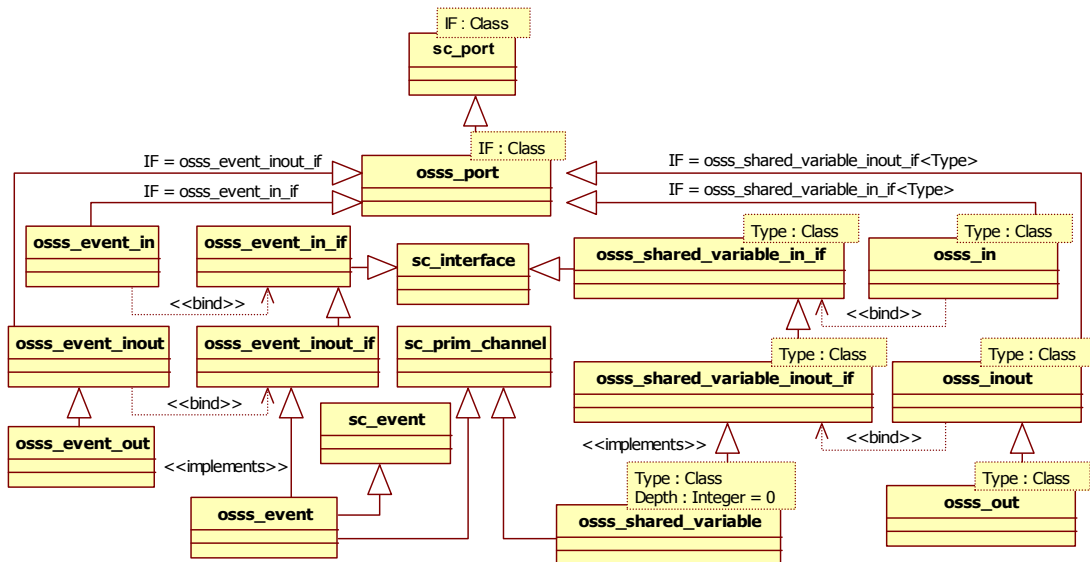 IF : Class
sc_port
IF : Class
osss_port
IF = osss_event_inout_if
IF = osss_shared_variable_inout_if<Type>
IF = osss_event_in_if
IF = osss_shared_variable_in_if<Type>
osss_event_in
osss_event_in_if
sc_interface
Type : Class
osss_shared_variable_in_if
Type : Class
osss_in
<<bind>>
<<bind>>
osss_event_inout
osss_event_inout_if
sc_prim_channel
Type : Class
osss_shared_variable_inout_if
Type : Class
osss_inout
<<bind>>
sc_event
<<implements>>
<<bind>>
osss_event_out
<<implements>>
Type : Class
Depth : Integer = 0
Type : Class
osss_event
osss_shared_variable
osss_out